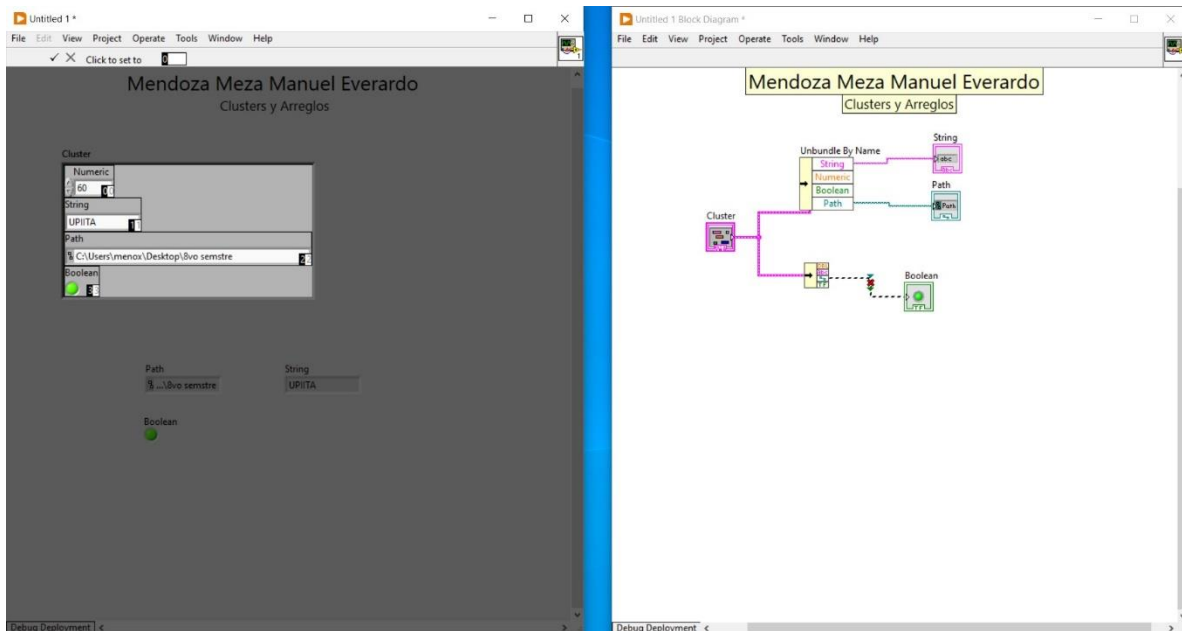 Untitled 1 *
File Edit View Project Operate Tools Window Help
Click to set to 0
Mendoza Meza Manuel Everardo
Clusters y Arreglos
Cluster
Numeric
60
String
UPIITA
Path
C:\Users\menox\Desktop\8vo semstre
Boolean
Path
String
...\8vo semstre
UPIITA
Boolean
Debug Deployment
Untitled 1 Block Diagram *
File Edit View Project Operate Tools Window Help
Mendoza Meza Manuel Everardo
Clusters y Arreglos
String
Unbundle By Name
String
abc
Numeric
Boolean
Path
Path
Path
Cluster
Boolean
Debug Deployment